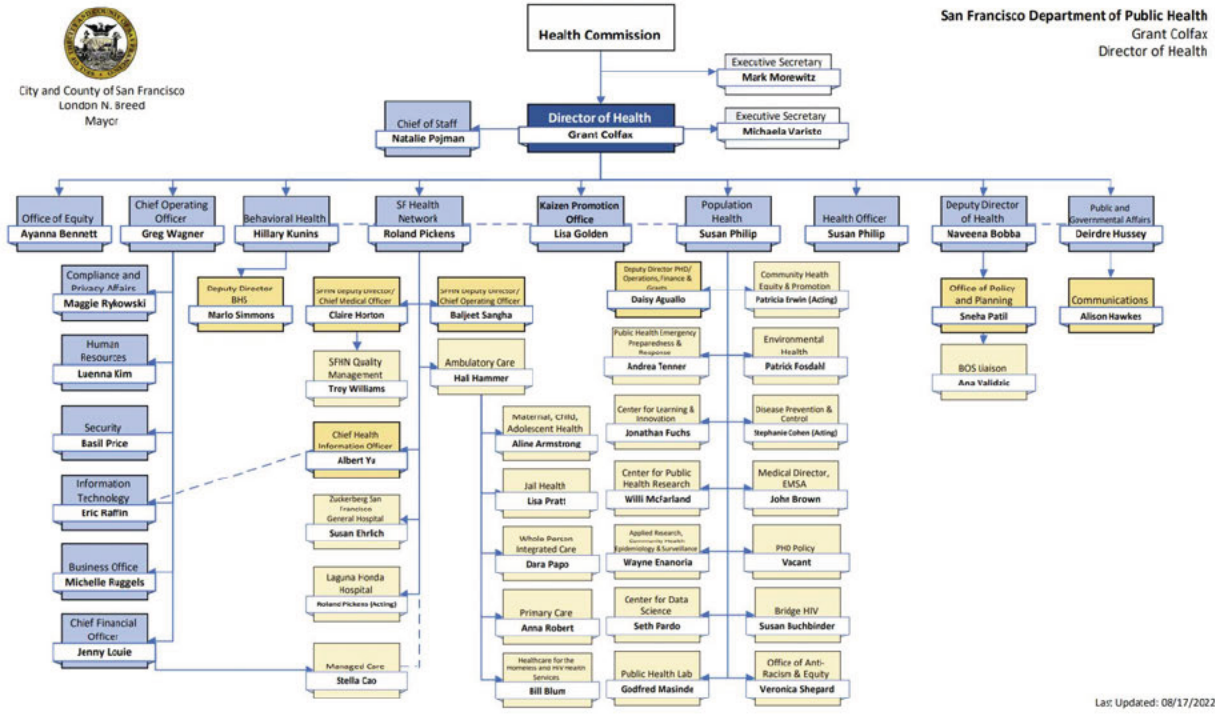 City and County of San Francisco
London N. Breed
Mayor
San Francisco Department of Public Health
Grant Colfax
Director of Health
Health Commission
Executive Secretary
Mark Morewitz
Director of Health
Grant Colfax
Chief of Staff
Natalie Pojman
Executive Secretary
Michaela Varisto
Office of Equity
Ayanna Bennett
Chief Operating
Officer
Greg Wagner
Behavioral Health
Hillary Kunins
SF Health
Network
Roland Pickens
Kaizen Promotion
Office
Lisa Golden
Population
Health
Susan Philip
Health Officer
Susan Philip
Deputy Director
of Health
Naveena Bobba
Public and
Governmental Affairs
Deirdre Hussey
Compliance and
Privacy Affairs
Maggie Rykowski
Human
Resources
Luenna Kim
Security
Basil Price
Information
Technology
Eric Raffin
Business Office
Michelle Ruggels
Chief Financial
Officer
Jenny Louie
Deputy Director
BHS
Marlo Simmons
SFHN Deputy Director/
Chief Medical Officer
Claire Horton
SFHN Deputy Director/
Chief Operating Officer
Baljeet Sangha
SFHN Quality
Management
Troy Williams
Chief Health
Information Officer
Albert Yu
Zuckerberg San
Francisco
General Hospital
Susan Ehrlich
Laguna Honda
Hospital
Roland Pickens (Acting)
Managed Care
Stella Cao
Ambulatory Care
Hali Hammer
Maternal, Child,
Adolescent Health
Aline Armstrong
Jail Health
Lisa Pratt
Whole Person
Integrated Care
Dara Papo
Primary Care
Anna Robert
Healthcare for the
Homeless and HIV Health
Services
Bill Blum
Deputy Director PHD/
Operations, Finance &
Grants
Daisy Aguallo
Community Health
Equity & Promotion
Patricia Erwin (Acting)
Public Health Emergency
Preparedness &
Response
Andrea Tenner
Environmental
Health
Patrick Fosdahl
Center for Learning &
Innovation
Jonathan Fuchs
Disease Prevention &
Control
Stephanie Cohen (Acting)
Center for Public
Health Research
Willi McFarland
Medical Director,
EMSA
John Brown
Applied Research,
Community Health
Epidemiology & Surveillance
Wayne Enanoria
PHD Policy
Vacant
Center for Data
Science
Seth Pardo
Bridge HIV
Susan Buchbinder
Public Health Lab
Godfred Masinde
Office of Anti-
Racism & Equity
Veronica Shepard
Office of Policy
and Planning
Sneha Patil
BOS Liaison
Ana Validzic
Communications
Alison Hawkes
Last Updated: 08/17/2022